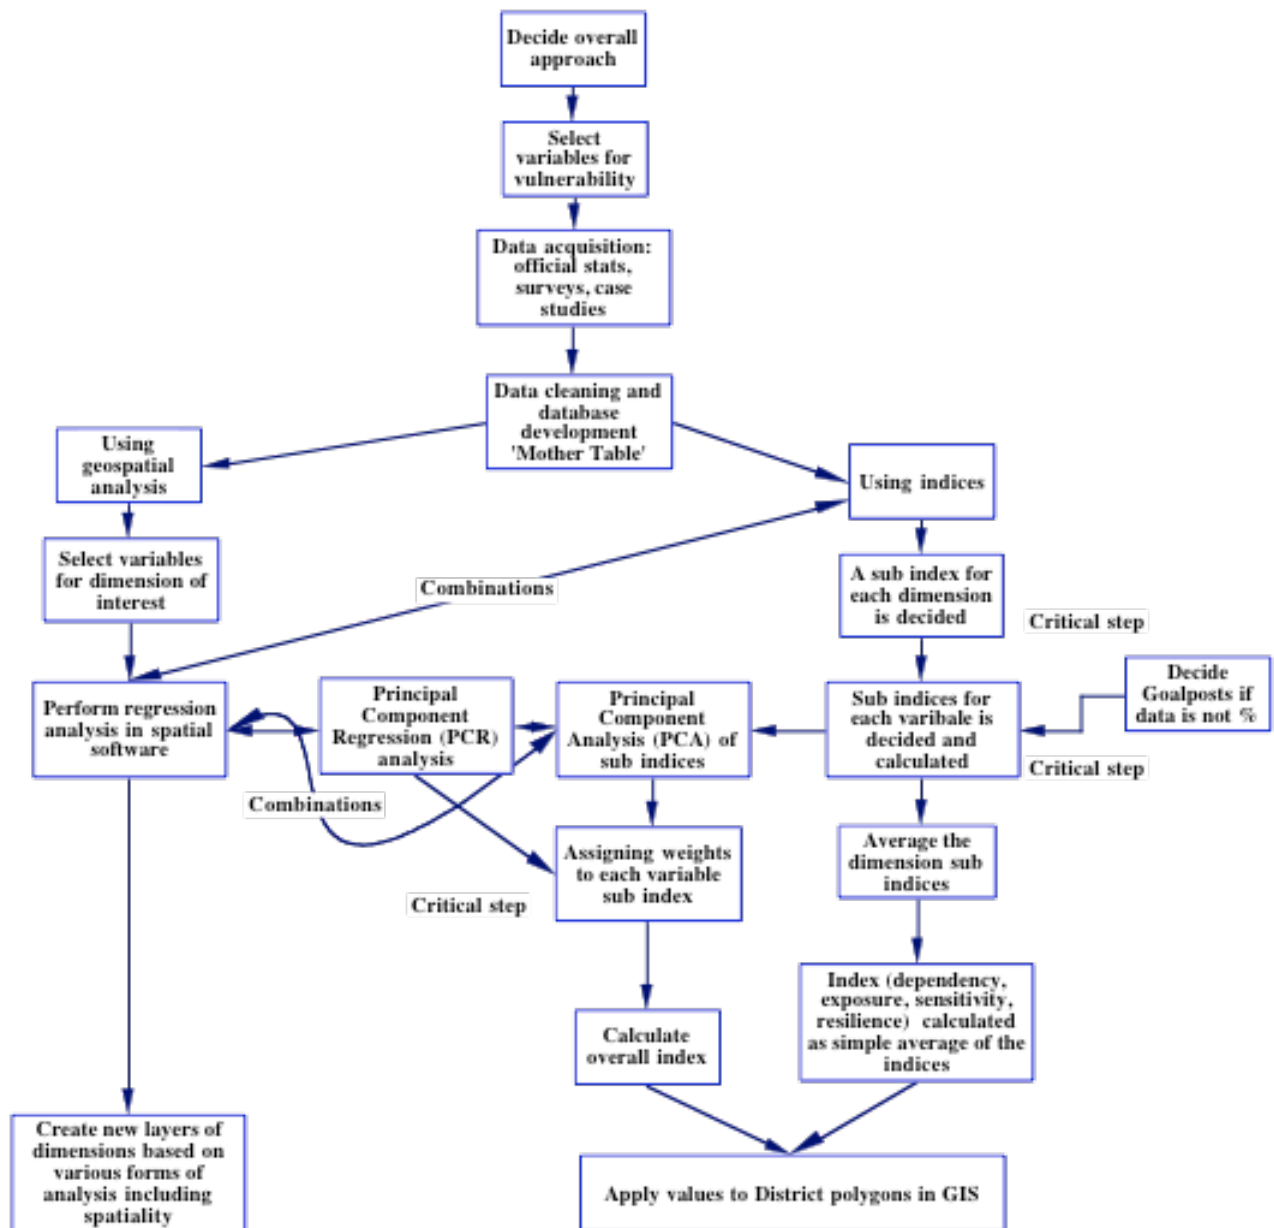 Decide overall
approach
Select
variables for
vulnerability
Data acquisition:
official stats,
surveys, case
studies
Data cleaning and
database
development
'Mother Table'
Using
geospatial
analysis
Using indices
Select variables
for dimension of
interest
Combinations
A sub index for
each dimension
is decided
Critical step
Perform regression
analysis in spatial
software
Principal
Component
Regression (PCR)
analysis
Principal
Component
Analysis (PCA) of
sub indices
Sub indices for
each varibale is
decided and
calculated
Decide
Goalposts if
data is not %
Critical step
Combinations
Assigning weights
to each variable
sub index
Average the
dimension sub
indices
Critical step
Calculate
overall index
Index (dependency,
exposure, sensitivity,
resilience) calculated
as simple average of the
indices
Create new layers of
dimensions based on
various forms of
analysis including
spatiality
Apply values to District polygons in GIS